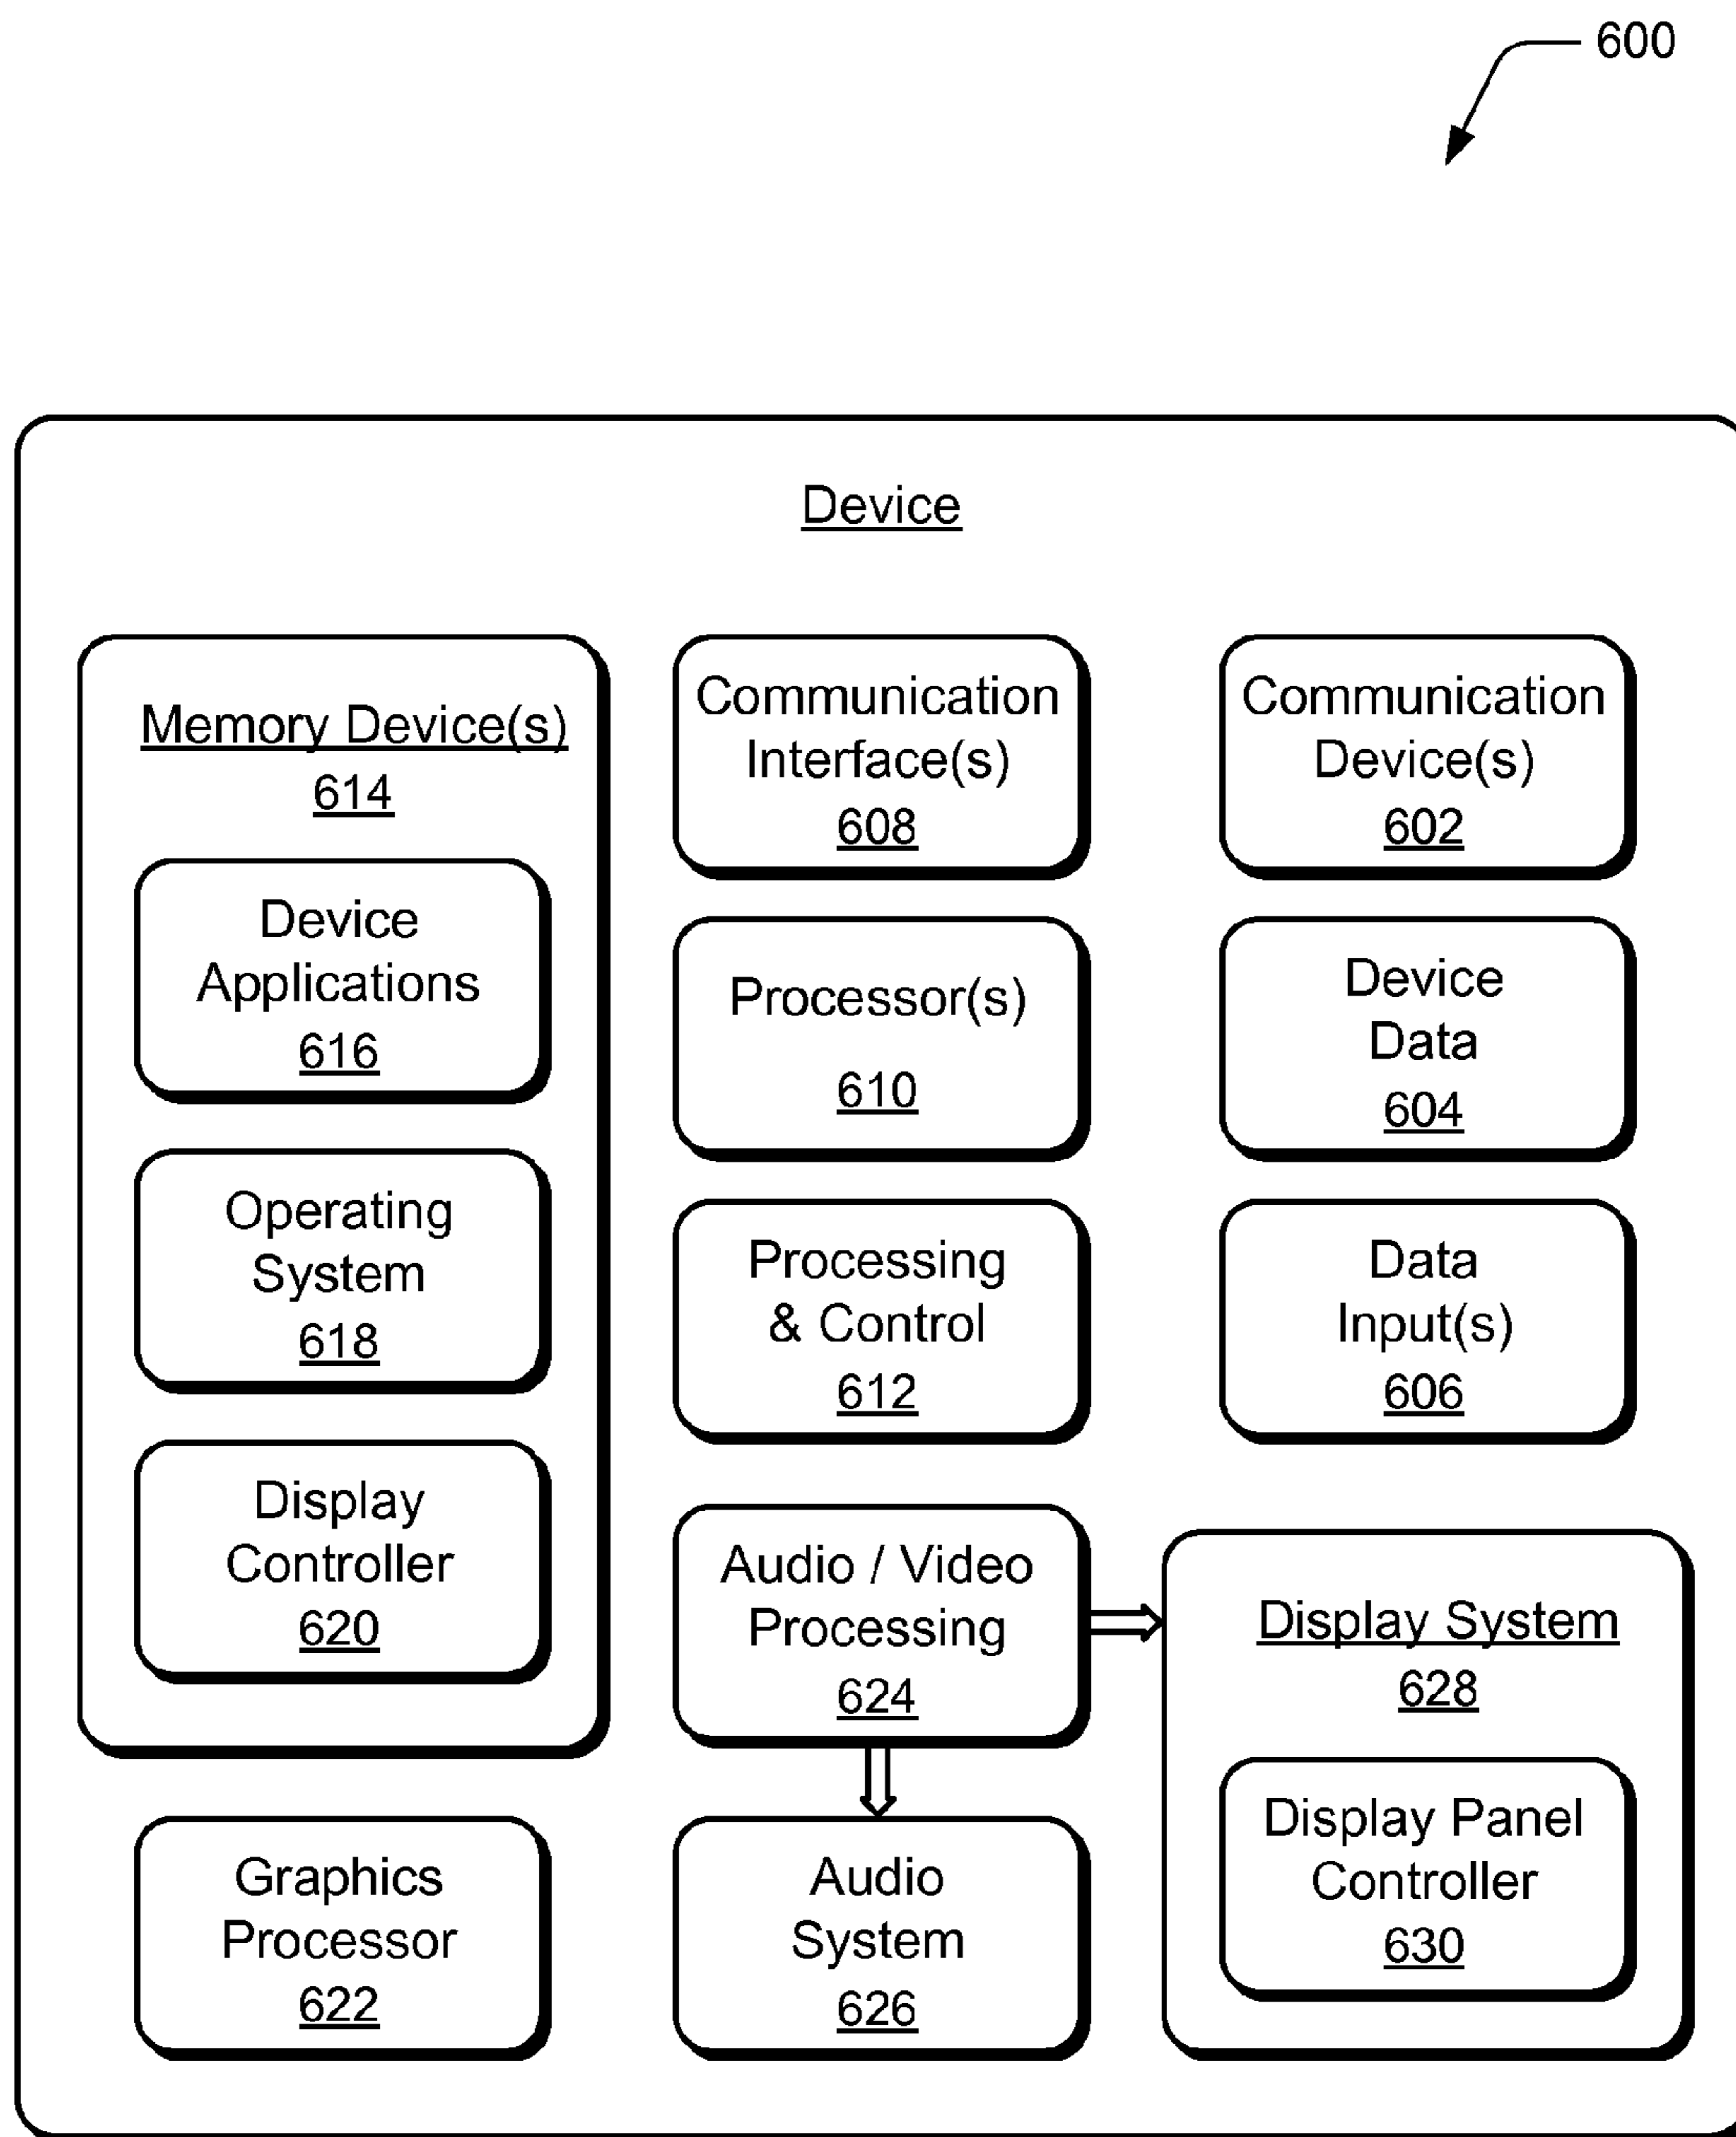 600
Device
Memory Device(s)
614
Device
Applications
616
Operating
System
618
Display
Controller
620
Graphics
Processor
622
Communication
Interface(s)
608
Processor(s)
610
Processing
& Control
612
Audio / Video
Processing
624
Audio
System
626
Communication
Device(s)
602
Device
Data
604
Data
Input(s)
606
Display System
628
Display Panel
Controller
630